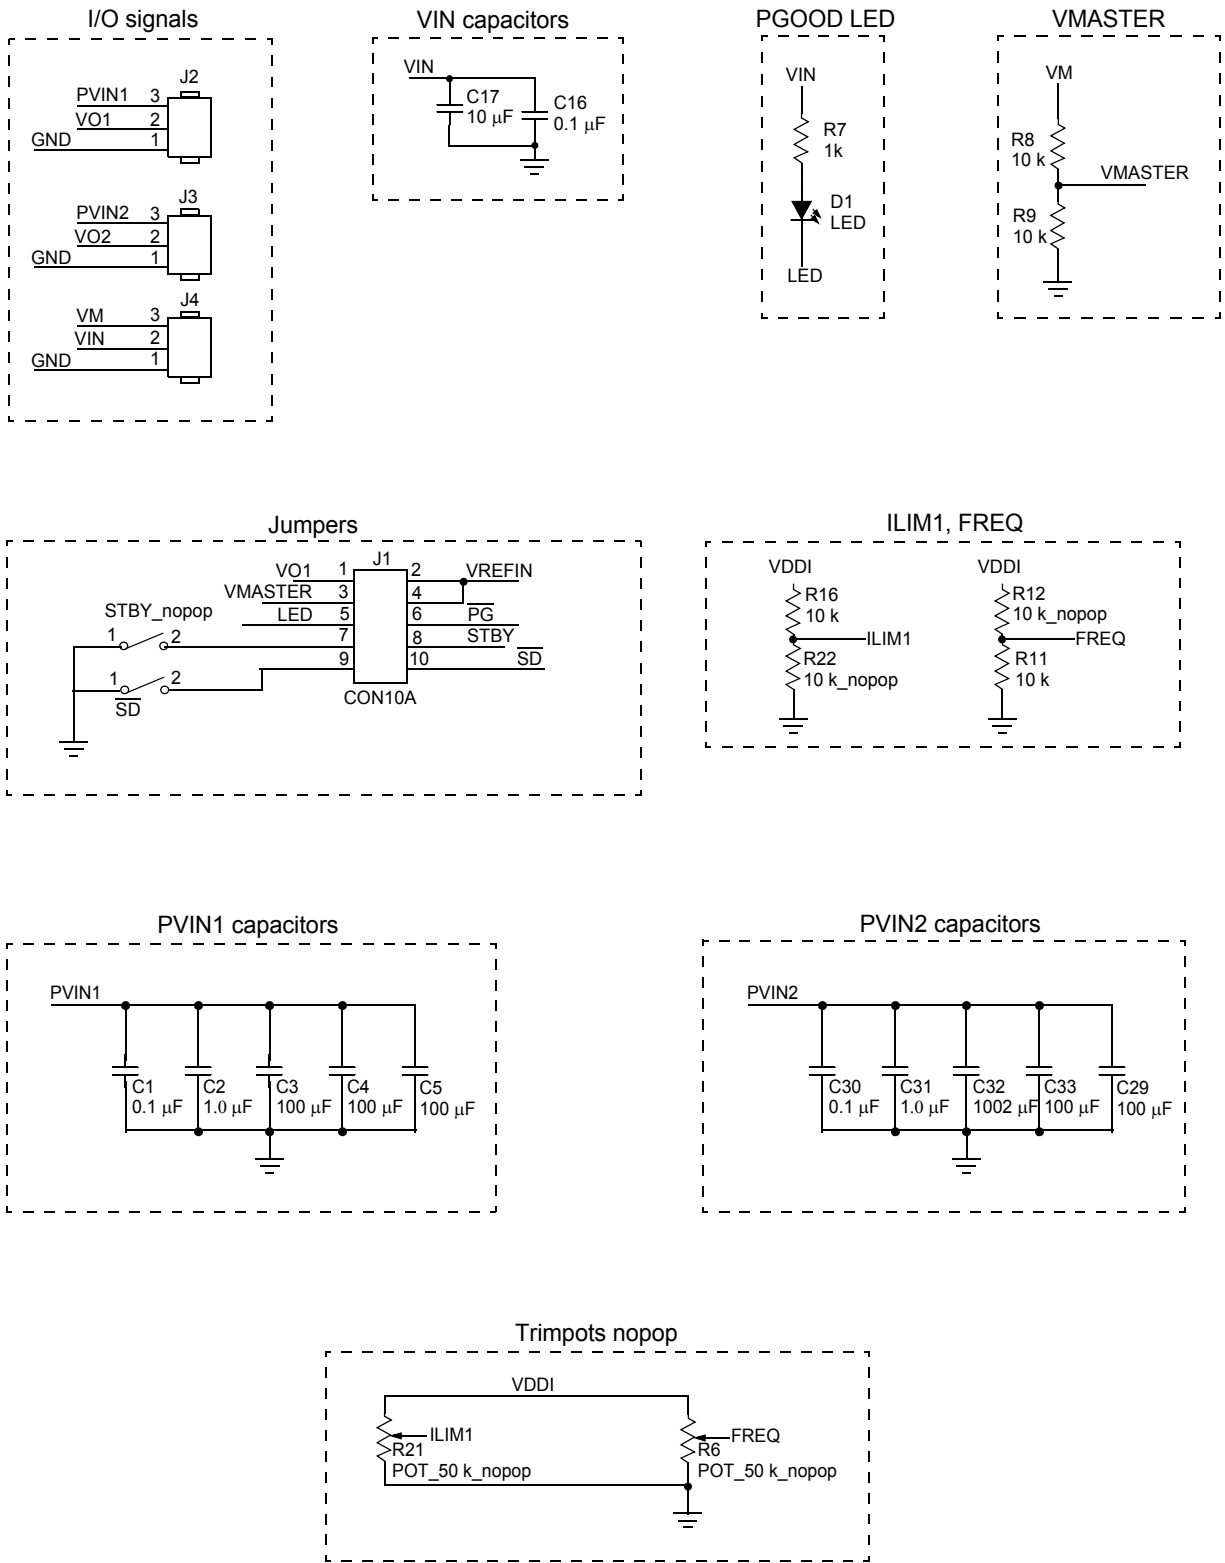 I/O signals
J2
PVIN1 3
VO1 2
GND 1
J3
PVIN2 3
VO2 2
GND 1
J4
VM 3
VIN 2
GND 1
VIN capacitors
VIN
C17
10 μF
C16
0.1 μF
PGOOD LED
VIN
R7
1k
D1
LED
LED
VMASTER
VM
R8
10 k
VMASTER
R9
10 k
Jumpers
J1
VO1 1 2 VREFIN
VMASTER 3 4
LED 5 6 PG
STBY_nopop
1 2 7 8 STBY
9 10 SD
1 2
SD
CON10A
ILIM1, FREQ
VDDI
R16
10 k
ILIM1
R22
10 k_nopop
VDDI
R12
10 k_nopop
FREQ
R11
10 k
PVIN1 capacitors
PVIN1
C1 C2 C3 C4 C5
0.1 μF 1.0 μF 100 μF 100 μF 100 μF
PVIN2 capacitors
PVIN2
C30 C31 C32 C33 C29
0.1 μF 1.0 μF 1002 μF 100 μF 100 μF
Trimpots nopop
VDDI
ILIM1
R21
POT_50 k_nopop
FREQ
R6
POT_50 k_nopop